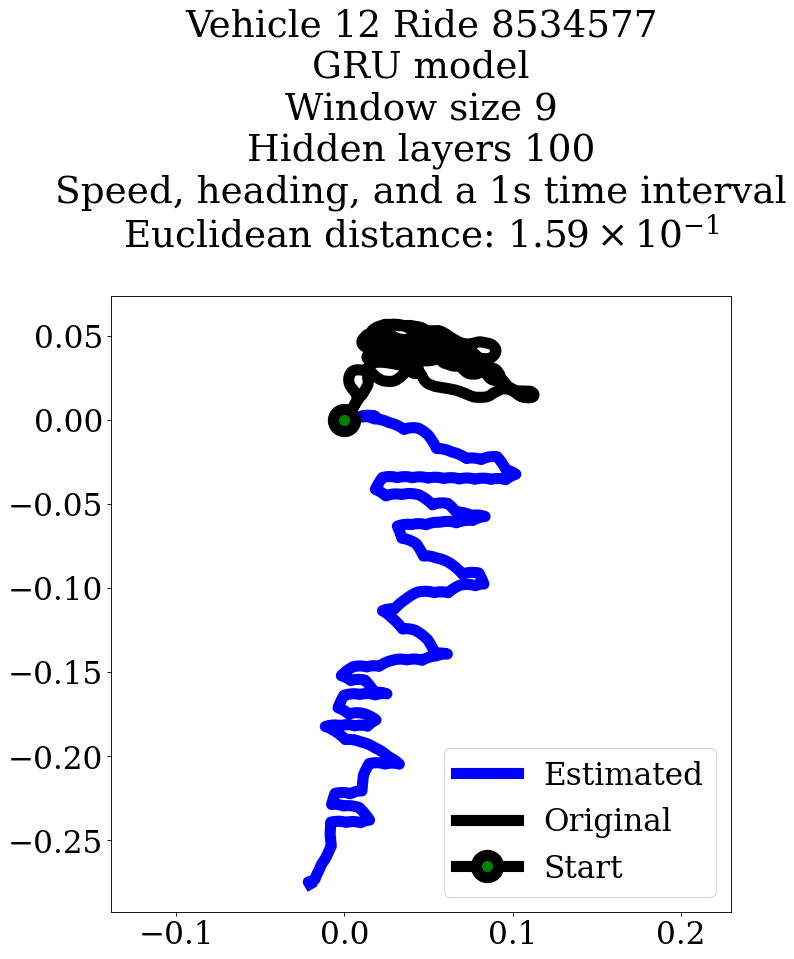 Vehicle 12 Ride 8534577
GRU model
Window size 9
Hidden layers 100
Speed, heading, and a 1s time interval
Euclidean distance: 1.59 × 10⁻¹
0.05
0.00
−0.05
−0.10
−0.15
−0.20
−0.25
Estimated
Original
Start
−0.1
0.0
0.1
0.2